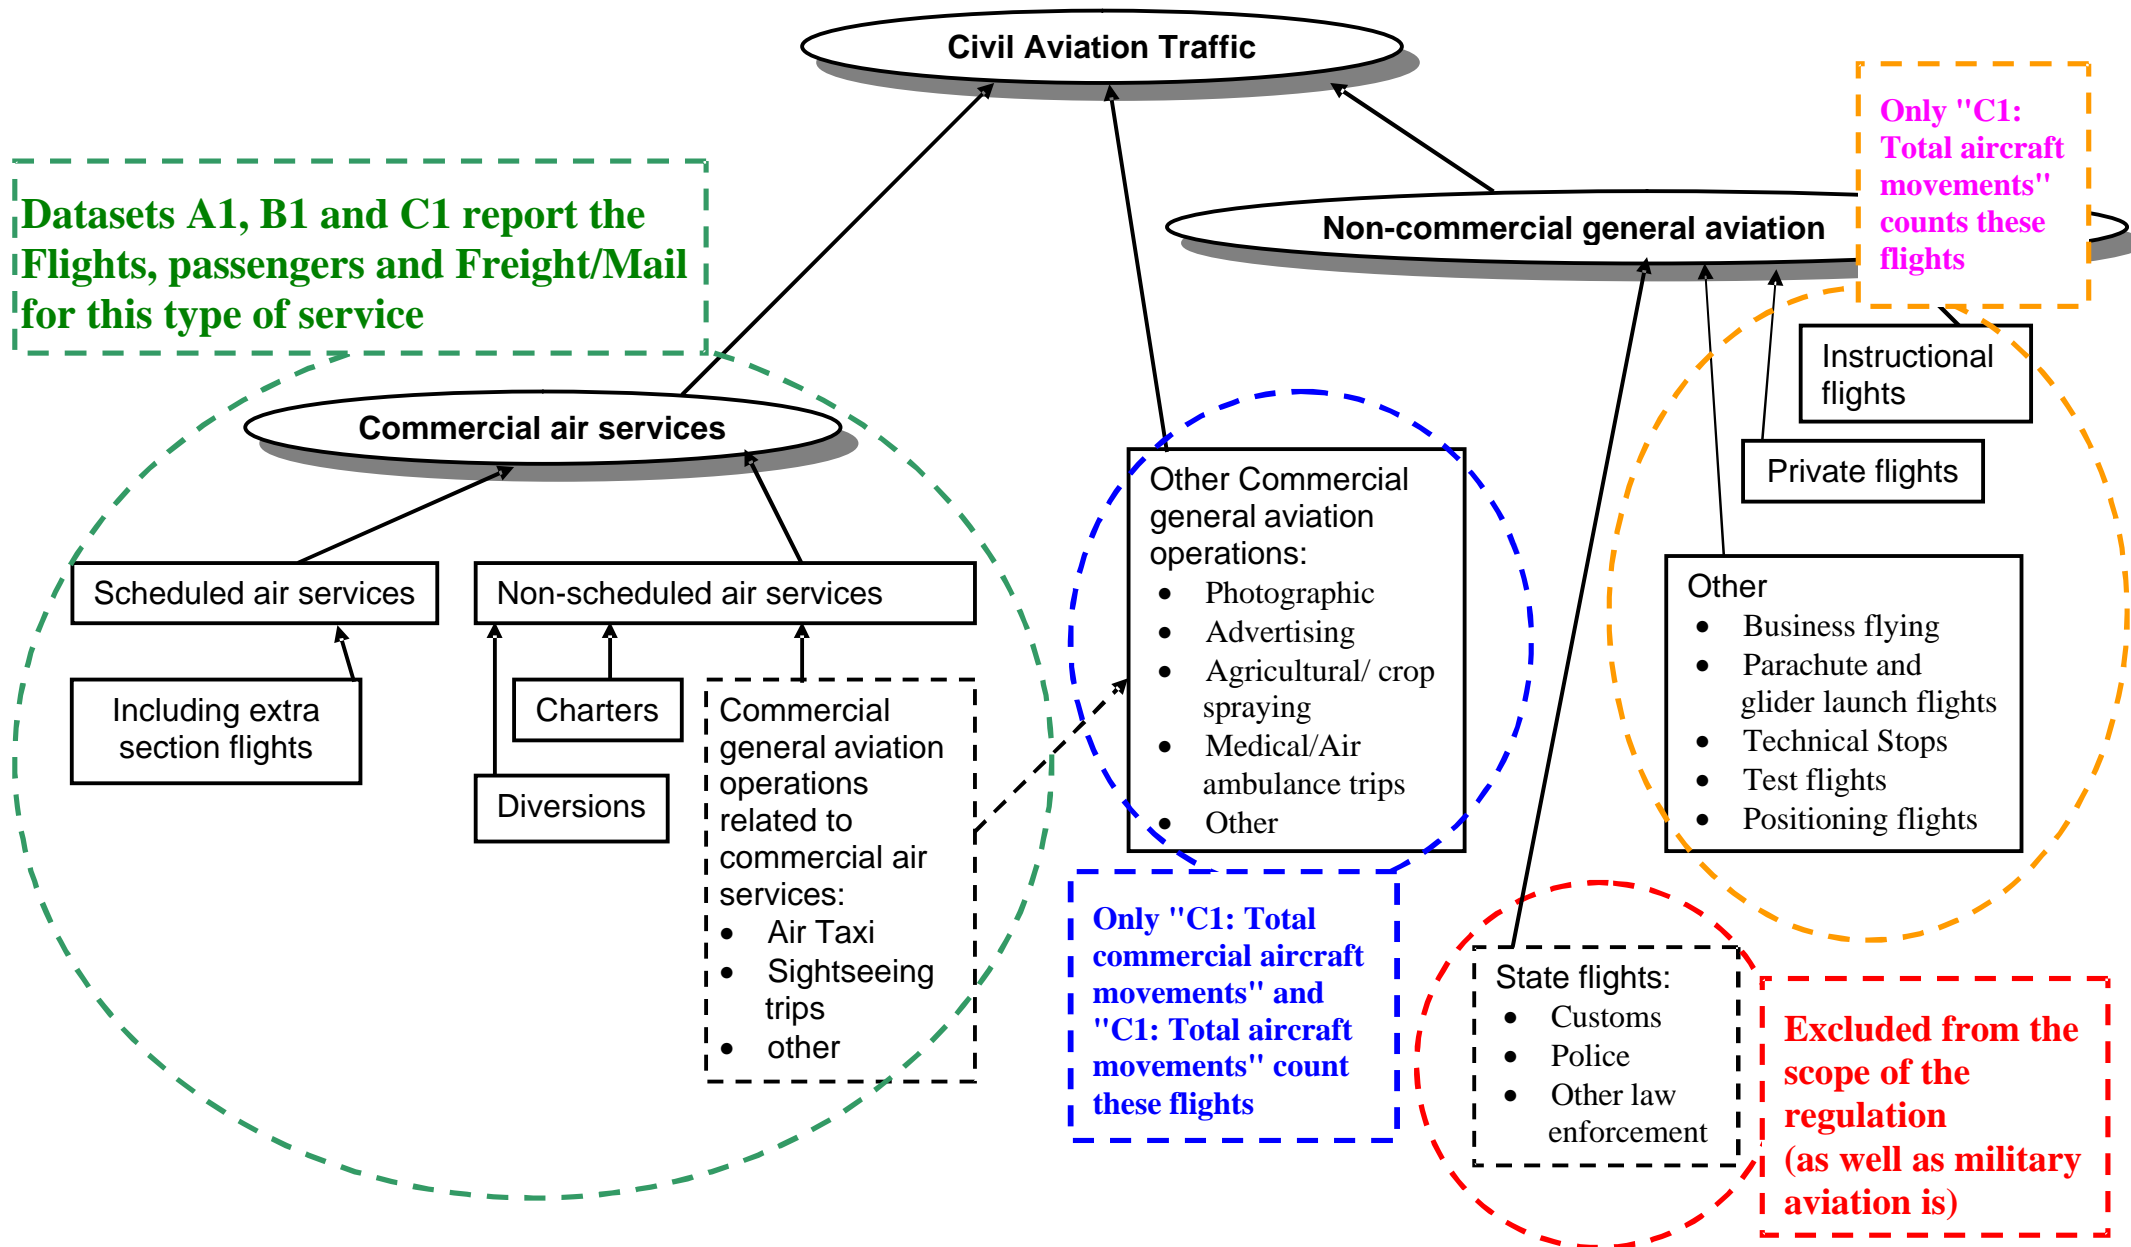 Civil Aviation Traffic
Only "C1:
Total aircraft
movements"
counts these
flights
Datasets A1, B1 and C1 report the
Flights, passengers and Freight/Mail
for this type of service
Non-commercial general aviation
Instructional
flights
Commercial air services
Private flights
Other Commercial
general aviation
operations:
• Photographic
• Advertising
• Agricultural/ crop
spraying
• Medical/Air
ambulance trips
• Other
Scheduled air services
Non-scheduled air services
Other
• Business flying
• Parachute and
glider launch flights
• Technical Stops
• Test flights
• Positioning flights
Including extra
section flights
Charters
Diversions
Commercial
general aviation
operations
related to
commercial air
services:
• Air Taxi
• Sightseeing
trips
• other
Only "C1: Total
commercial aircraft
movements" and
"C1: Total aircraft
movements" count
these flights
State flights:
• Customs
• Police
• Other law
enforcement
Excluded from the
scope of the
regulation
(as well as military
aviation is)